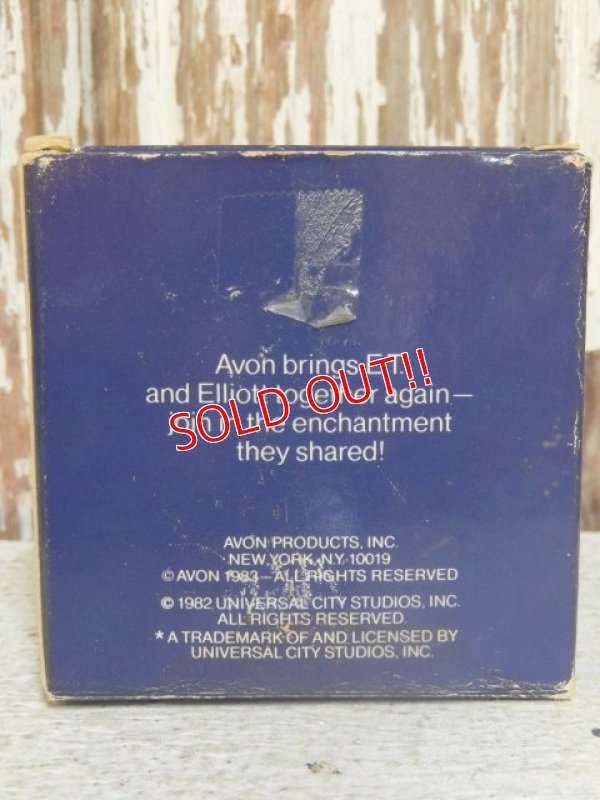 Avon brings E.T.
and Elliott together again—
join in the enchantment
they shared!
SOLD OUT!!
AVON PRODUCTS, INC.
NEW YORK, N.Y. 10019
© AVON 1983 — ALL RIGHTS RESERVED
© 1982 UNIVERSAL CITY STUDIOS, INC.
ALL RIGHTS RESERVED.
* A TRADEMARK OF AND LICENSED BY
UNIVERSAL CITY STUDIOS, INC.